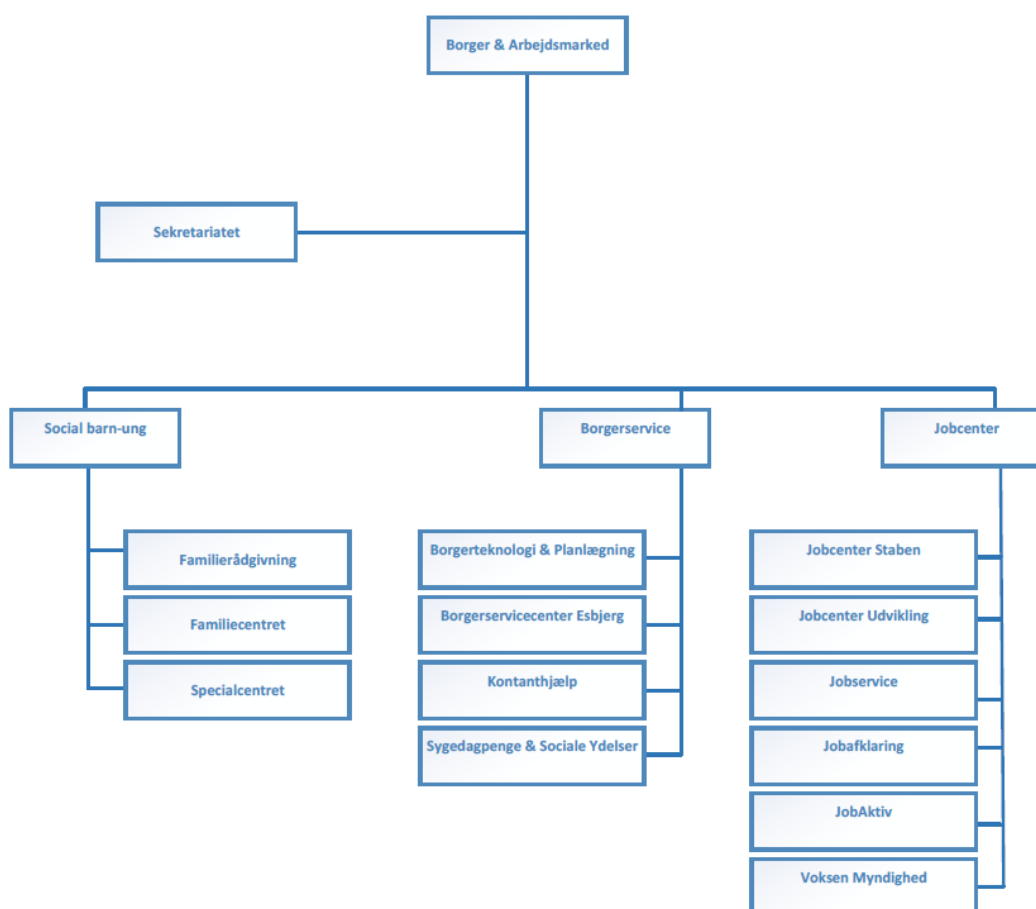 Borger & Arbejdsmarked
Sekretariatet
Social barn-ung
Borgerservice
Jobcenter
Familierådgivning
Familiecentret
Specialcentret
Borgerteknologi & Planlægning
Borgerservicecenter Esbjerg
Kontanthjælp
Sygedagpenge & Sociale Ydelser
Jobcenter Staben
Jobcenter Udvikling
Jobservice
Jobafklaring
JobAktiv
Voksen Myndighed